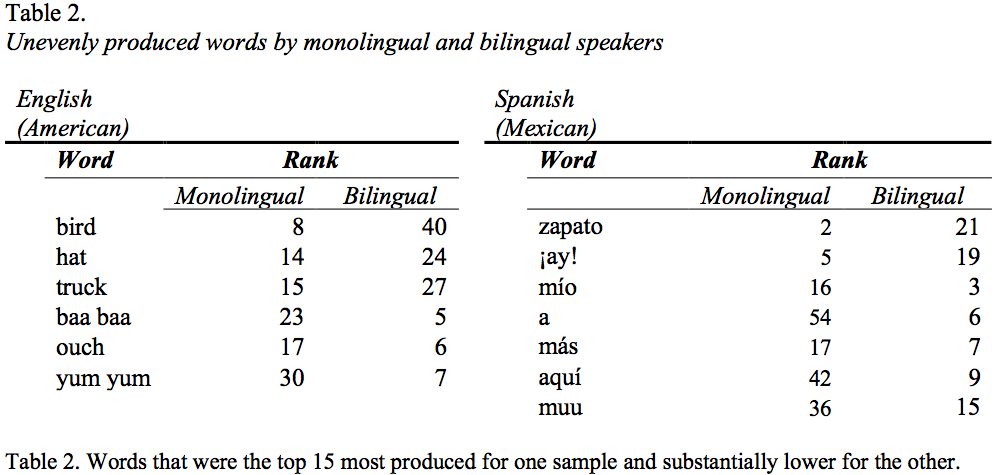 Table 2.
Unevenly produced words by monolingual and bilingual speakers
English Spanish
(American) (Mexican)
Word Rank Word Rank
Monolingual Bilingual Monolingual Bilingual
bird 8 40 zapato 2 21
hat 14 24 ¡ay! 5 19
truck 15 27 mío 16 3
baa baa 23 5 a 54 6
ouch 17 6 más 17 7
yum yum 30 7 aquí 42 9
muu 36 15
Table 2. Words that were the top 15 most produced for one sample and substantially lower for the other.